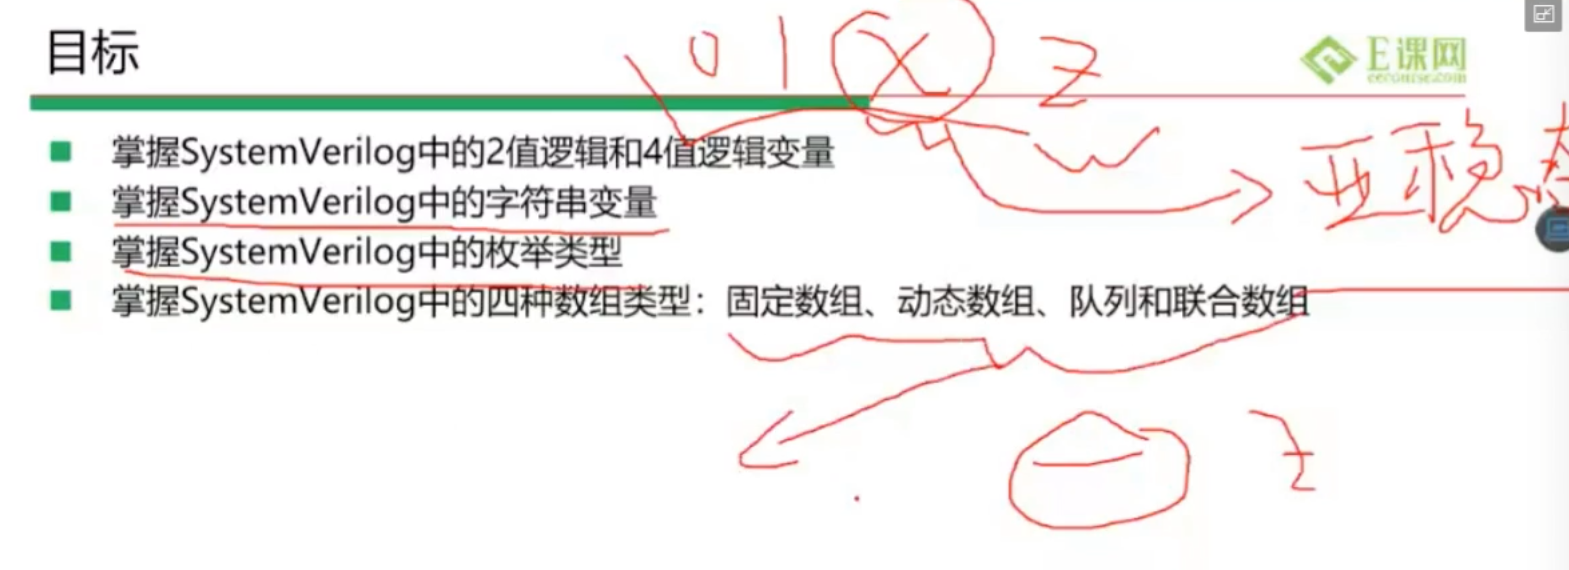 目标
0 1 X Z
E课网
eecourse.com
掌握SystemVerilog中的2值逻辑和4值逻辑变量
亚稳态
掌握SystemVerilog中的字符串变量
掌握SystemVerilog中的枚举类型
掌握SystemVerilog中的四种数组类型：固定数组、动态数组、队列和联合数组